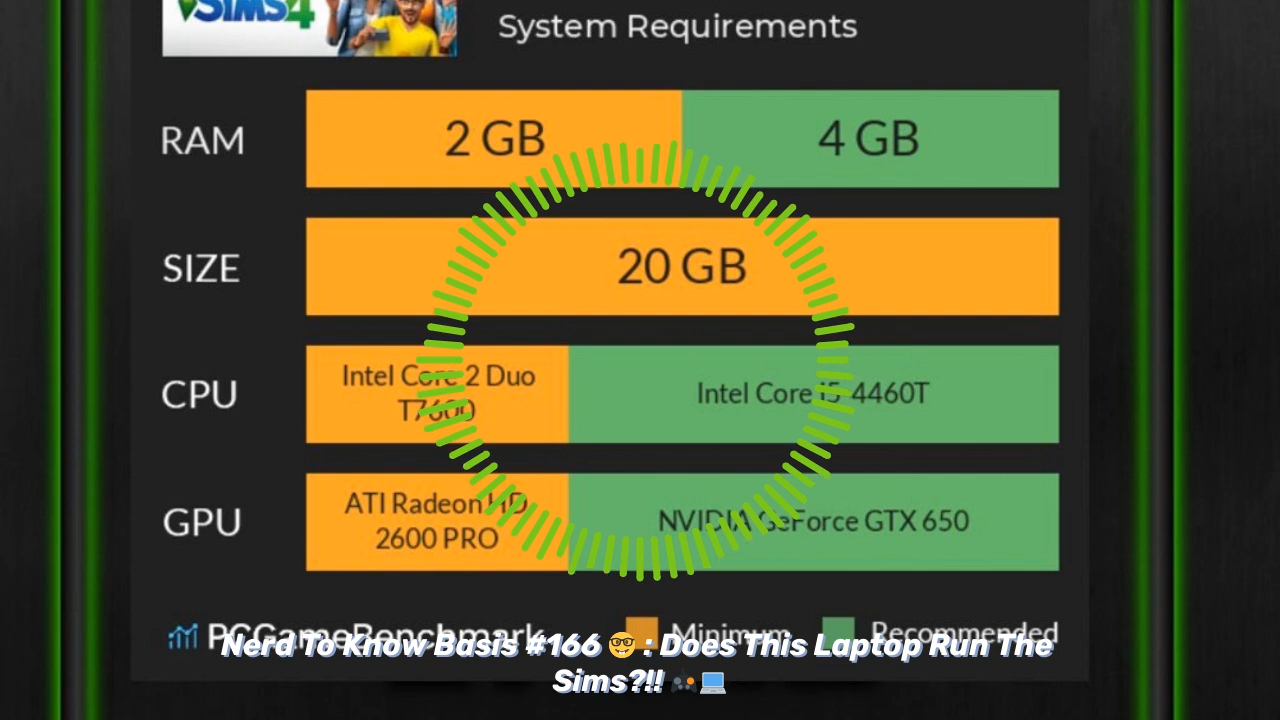 SIMS 4
System Requirements
RAM
2 GB
4 GB
SIZE
20 GB
CPU
Intel Core 2 Duo
T7600
Intel Core i5-4460T
GPU
ATI Radeon HD
2600 PRO
NVIDIA GeForce GTX 650
PCGameBenchmark
Minimum
Recommended
Nerd To Know Basis #166 🤓 : Does This Laptop Run The
Sims?!! 🎮💻